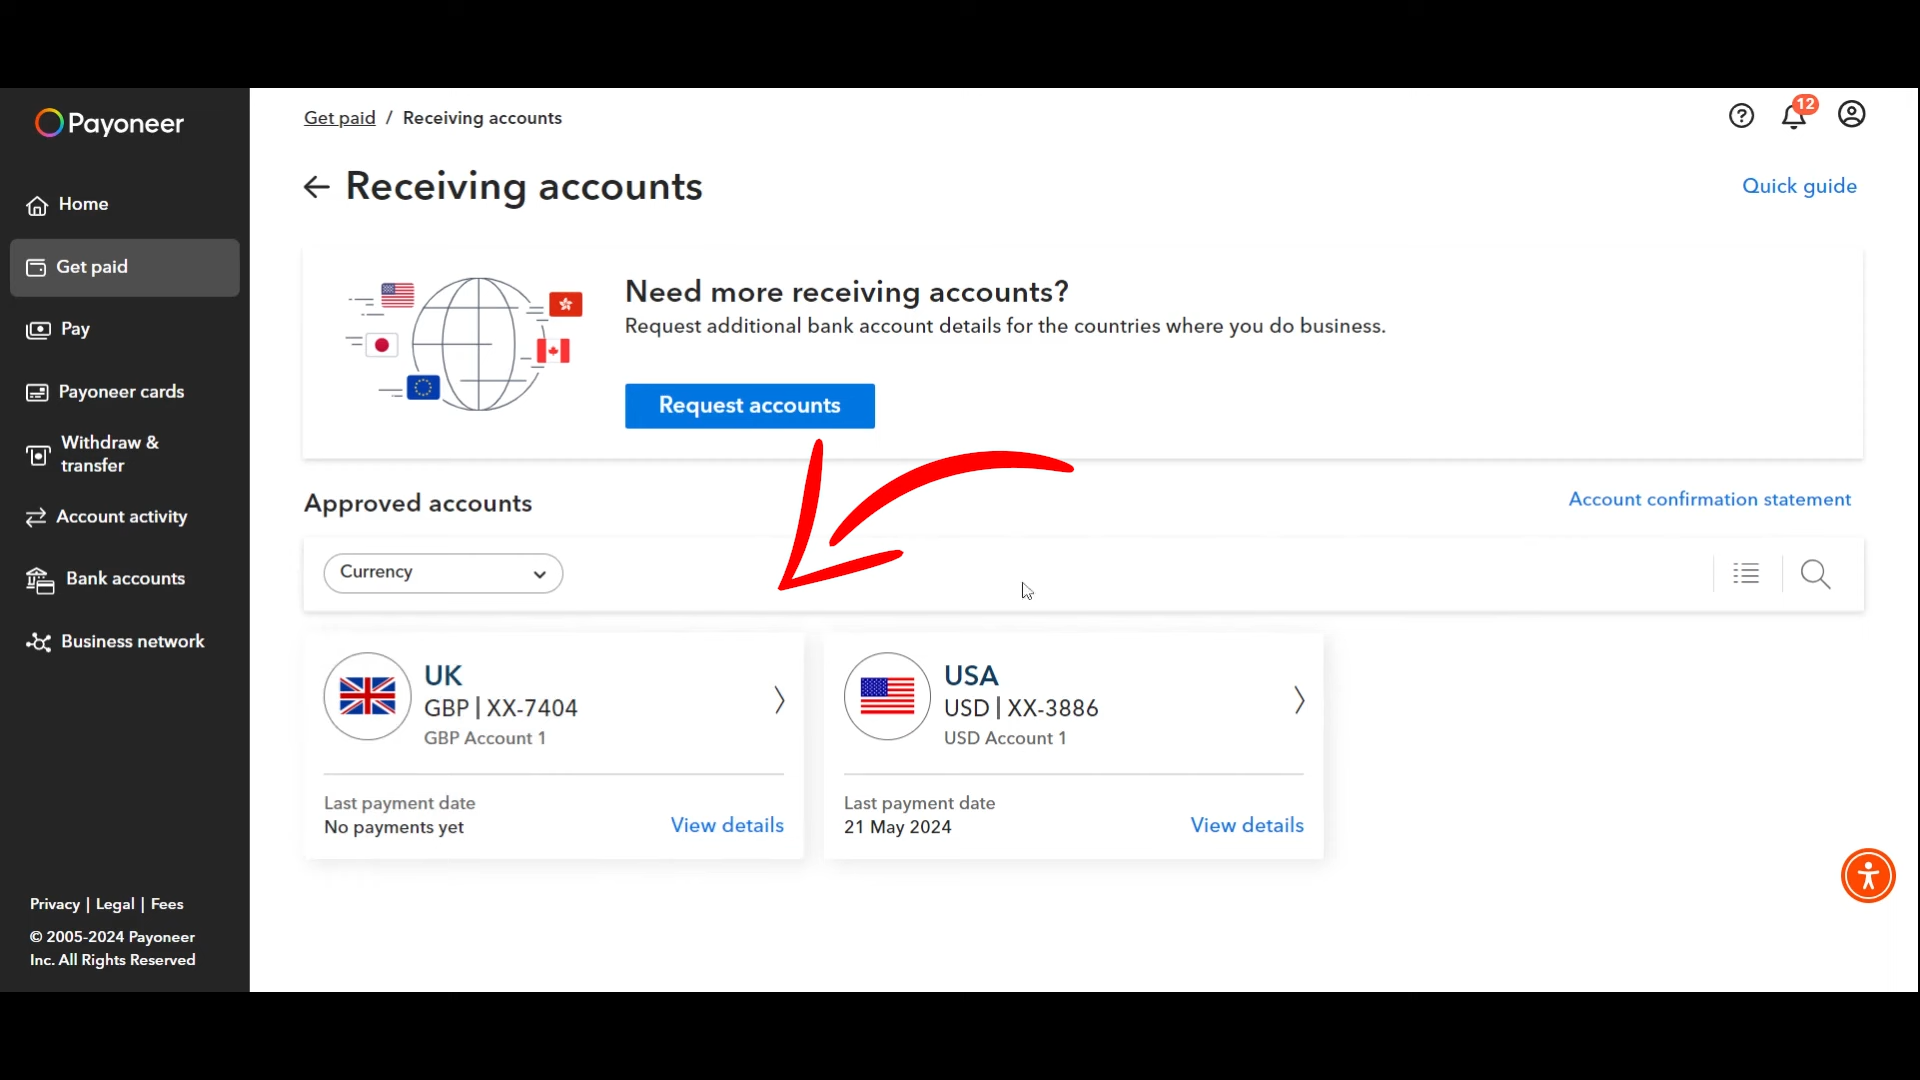 Payoneer
Home
Get paid
Pay
Payoneer cards
Withdraw &
transfer
Account activity
Bank accounts
Business network
Privacy | Legal | Fees
© 2005-2024 Payoneer
Inc. All Rights Reserved
Get paid / Receiving accounts
12
Receiving accounts
Quick guide
Need more receiving accounts?
Request additional bank account details for the countries where you do business.
Request accounts
Approved accounts
Account confirmation statement
Currency
UK
GBP | XX-7404
GBP Account 1
Last payment date
No payments yet
View details
USA
USD | XX-3886
USD Account 1
Last payment date
21 May 2024
View details